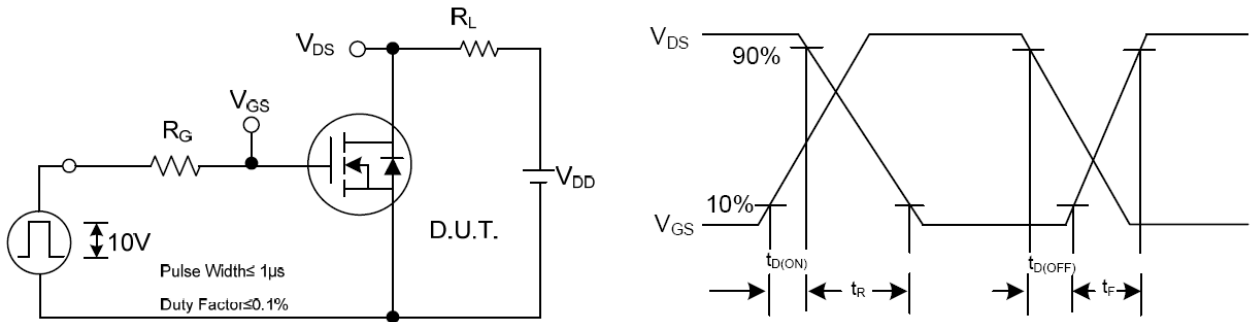 V_DS
R_L
V_GS
R_G
V_DD
D.U.T.
10V
Pulse Width≤ 1μs
Duty Factor≤0.1%
V_DS
90%
10%
V_GS
t_D(ON)
t_R
t_D(OFF)
t_F